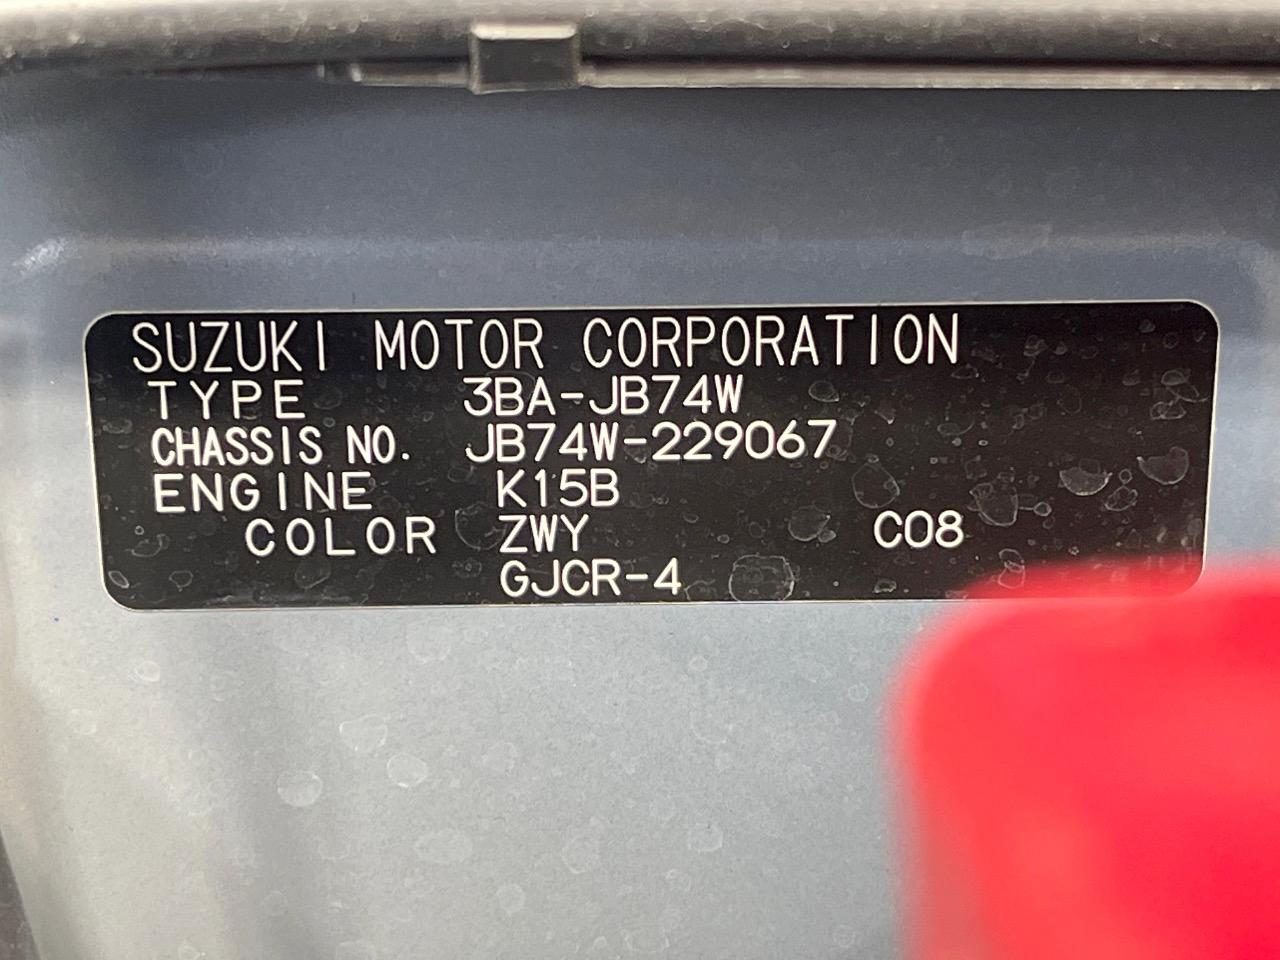 SUZUKI MOTOR CORPORATION
TYPE 3BA-JB74W
CHASSIS NO. JB74W-229067
ENGINE K15B
COLOR ZWY C08
GJCR-4